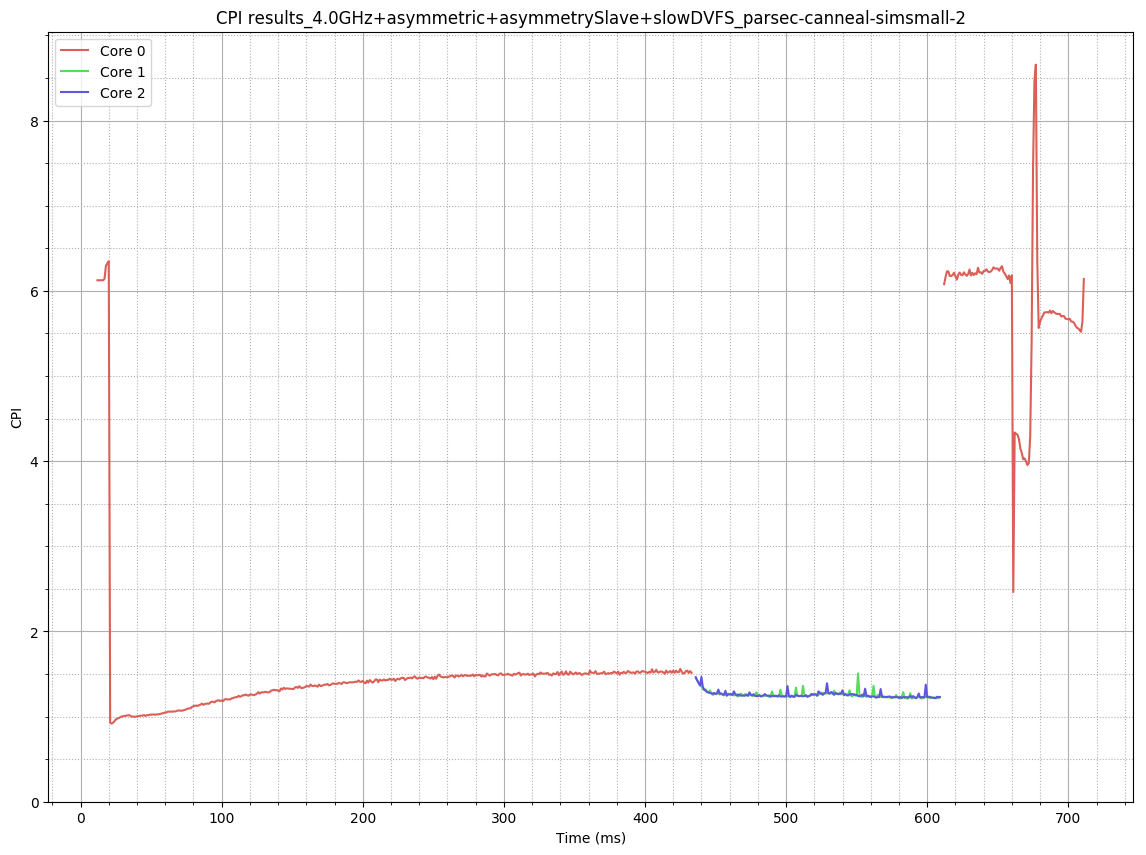 CPI results_4.0GHz+asymmetric+asymmetrySlave+slowDVFS_parsec-canneal-simsmall-2
Core 0
Core 1
Core 2
8
6
4
2
0
CPI
0 100 200 300 400 500 600 700
Time (ms)